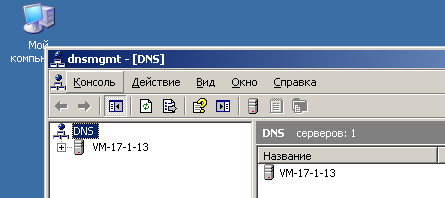 Мой
компь
dnsmgmt - [DNS]
Консоль Действие Вид Окно Справка
DNS
VM-17-1-13
DNS серверов: 1
Название
VM-17-1-13